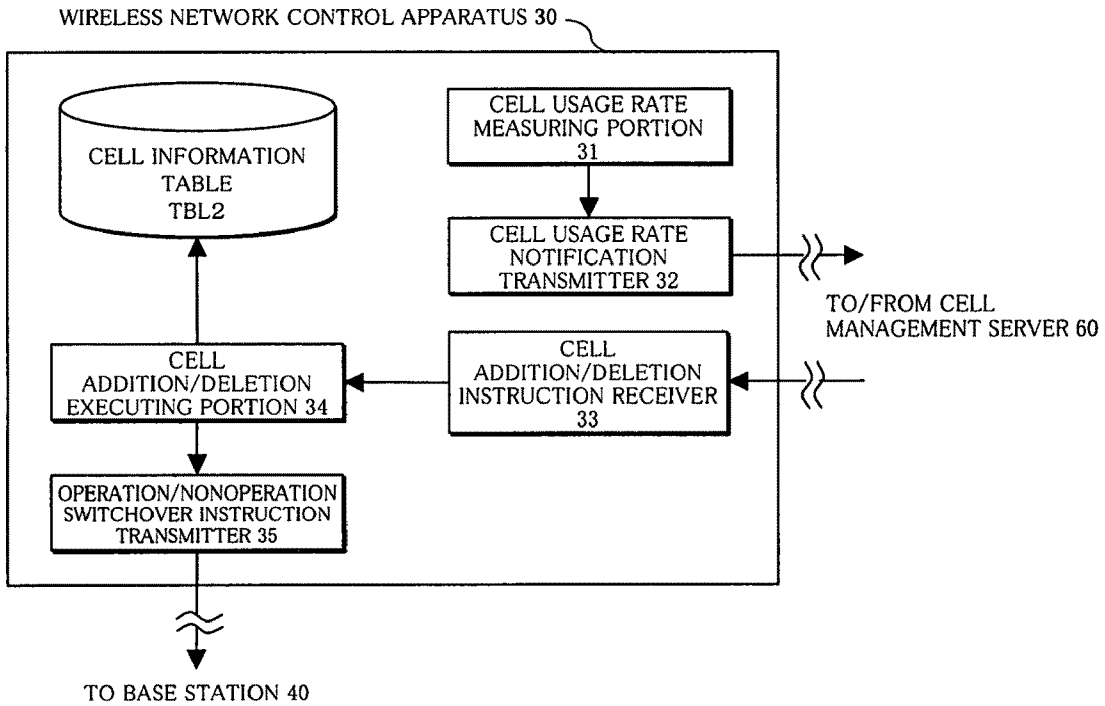 WIRELESS NETWORK CONTROL APPARATUS 30
CELL INFORMATION
TABLE
TBL2
CELL USAGE RATE
MEASURING PORTION
31
CELL USAGE RATE
NOTIFICATION
TRANSMITTER 32
TO/FROM CELL
MANAGEMENT SERVER 60
CELL
ADDITION/DELETION
EXECUTING PORTION 34
CELL
ADDITION/DELETION
INSTRUCTION RECEIVER
33
OPERATION/NONOPERATION
SWITCHOVER INSTRUCTION
TRANSMITTER 35
TO BASE STATION 40